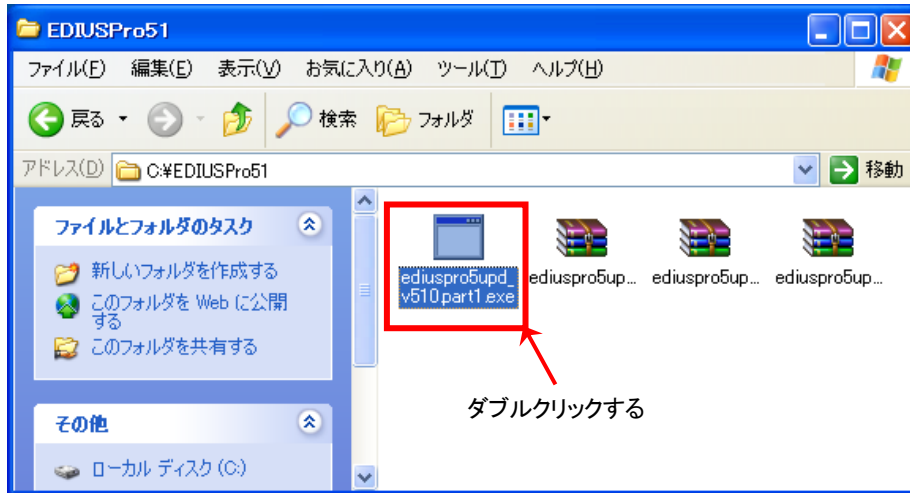 EDIUSPro51
ファイル(F) 編集(E) 表示(V) お気に入り(A) ツール(T) ヘルプ(H)
戻る 検索 フォルダ
アドレス(D) C:¥EDIUSPro51 移動
ファイルとフォルダのタスク
新しいフォルダを作成する
このフォルダを Web に公開
する
このフォルダを共有する
その他
ローカル ディスク (C:)
ediuspro5upd_
v510.part1.exe
ediuspro5up...
ediuspro5up...
ediuspro5up...
ダブルクリックする